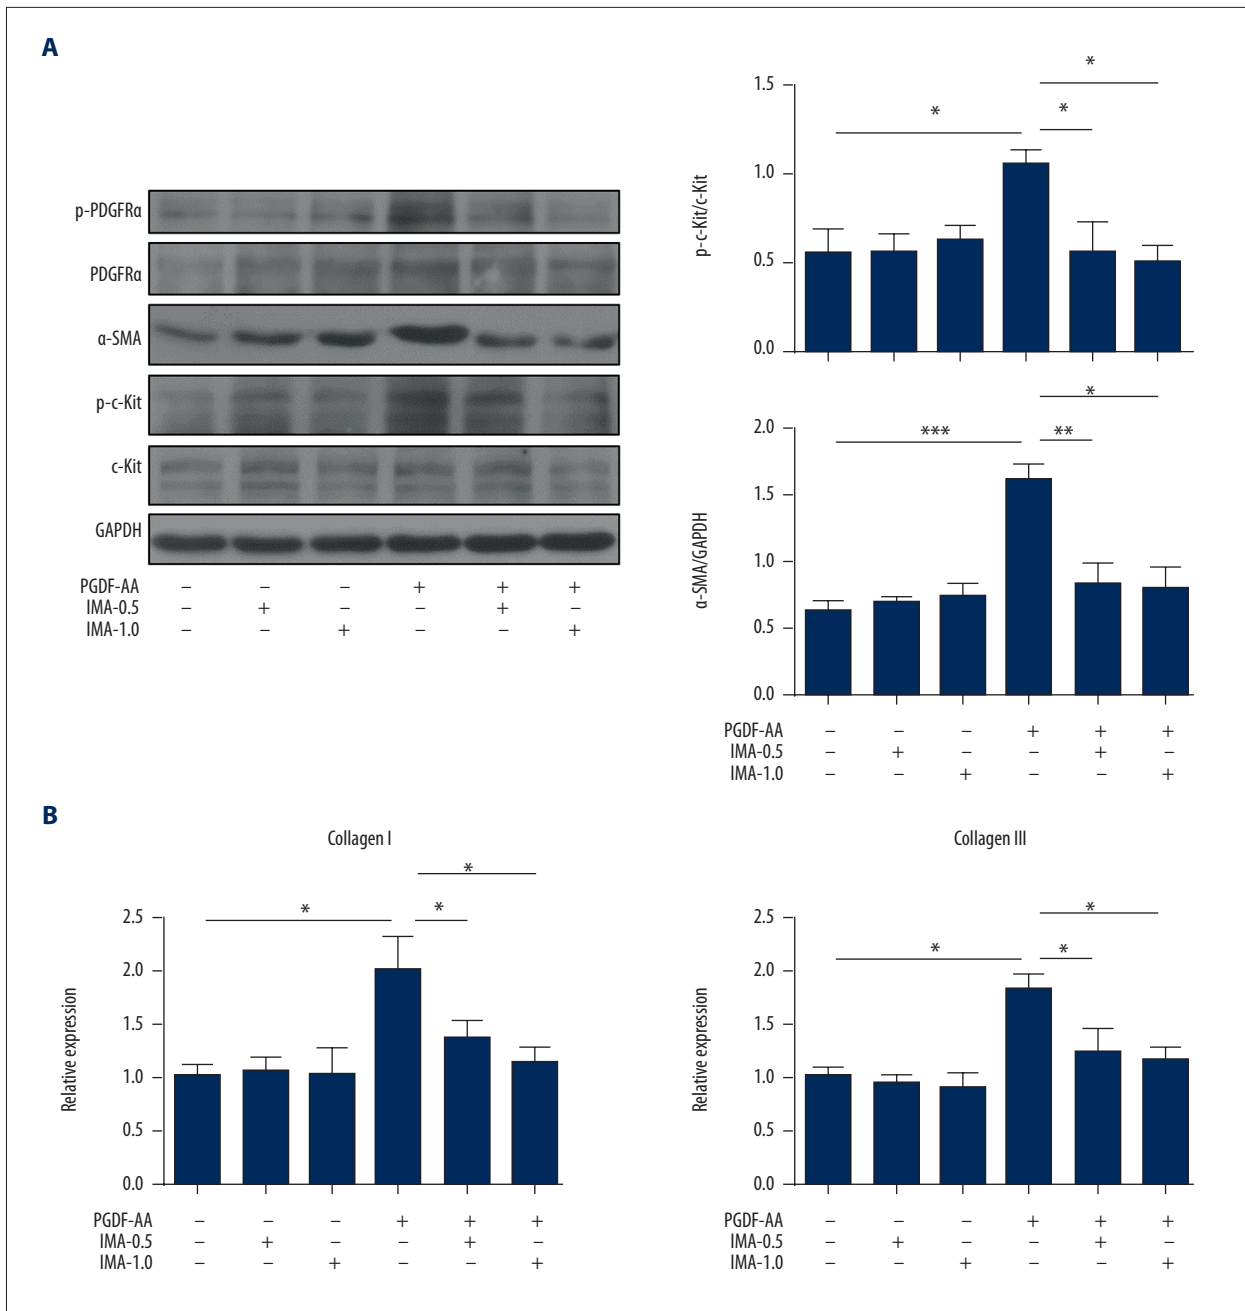 A
p-PDGFRα
PDGFRα
α-SMA
p-c-Kit
c-Kit
GAPDH
PGDF-AA – – – + + +
IMA-0.5 – + – – + –
IMA-1.0 – – + – – +
p-c-Kit/c-Kit
1.5
1.0
0.5
0.0
*
*
*
α-SMA/GAPDH
2.0
1.5
1.0
0.5
0.0
***
**
*
PGDF-AA – – – + + +
IMA-0.5 – + – – + –
IMA-1.0 – – + – – +
B
Collagen I
Relative expression
2.5
2.0
1.5
1.0
0.5
0.0
*
*
*
PGDF-AA – – – + + +
IMA-0.5 – + – – + –
IMA-1.0 – – + – – +
Collagen III
Relative expression
2.5
2.0
1.5
1.0
0.5
0.0
*
*
*
PGDF-AA – – – + + +
IMA-0.5 – + – – + –
IMA-1.0 – – + – – +